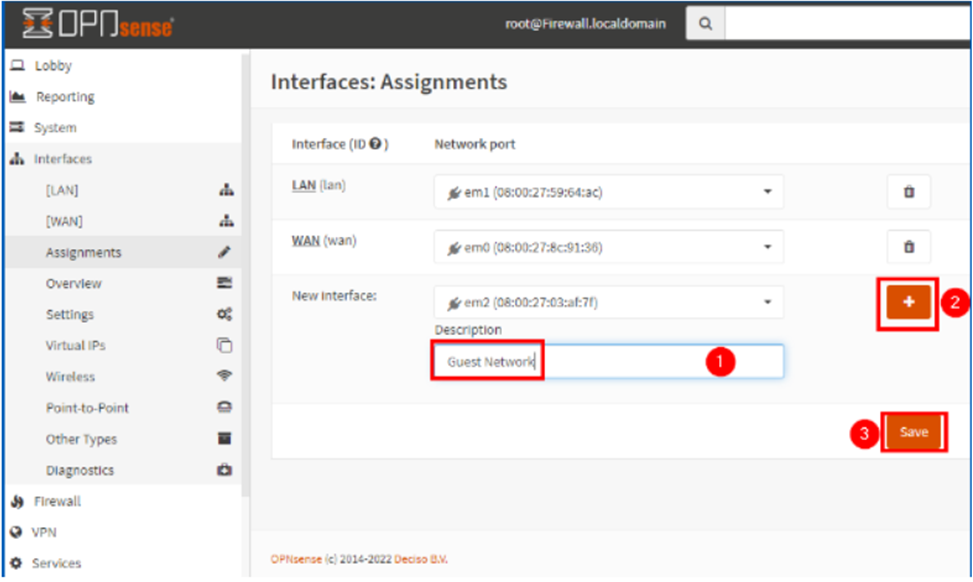 OPNsense
root@Firewall.localdomain
Lobby
Reporting
System
Interfaces
[LAN]
[WAN]
Assignments
Overview
Settings
Virtual IPs
Wireless
Point-to-Point
Other Types
Diagnostics
Firewall
VPN
Services
Interfaces: Assignments
Interface (ID ?) Network port
LAN (lan) em1 (08:00:27:59:64:ac)
WAN (wan) em0 (08:00:27:8c:91:36)
New interface: em2 (08:00:27:03:af:7f) + 2
Description
Guest Network 1
3 Save
OPNsense (c) 2014-2022 Deciso B.V.